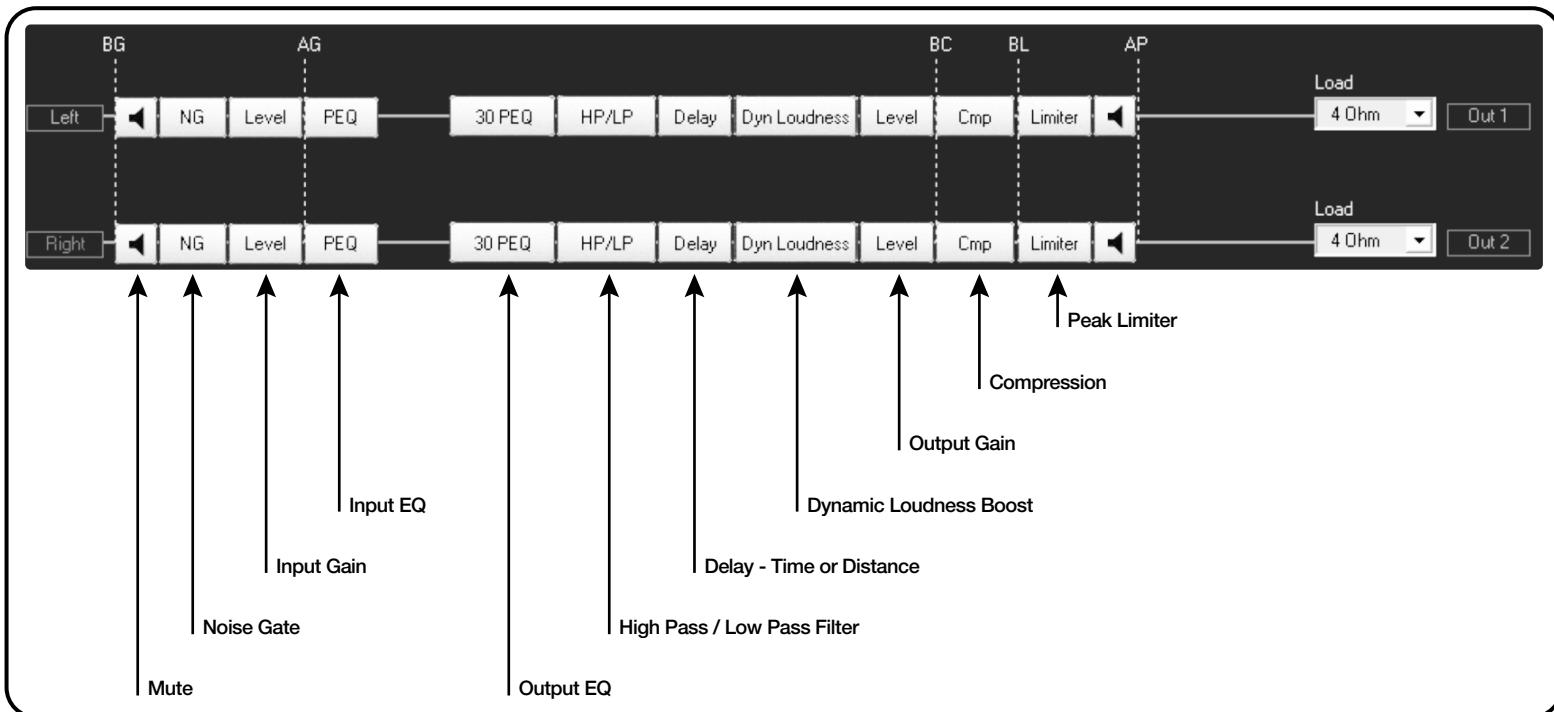 BG AG BC BL AP
Load
Left NG Level PEQ 30 PEQ HP/LP Delay Dyn Loudness Level Cmp Limiter 4 Ohm Out 1
Load
Right NG Level PEQ 30 PEQ HP/LP Delay Dyn Loudness Level Cmp Limiter 4 Ohm Out 2
Peak Limiter
Compression
Output Gain
Input EQ Dynamic Loudness Boost
Input Gain Delay - Time or Distance
Noise Gate High Pass / Low Pass Filter
Mute Output EQ